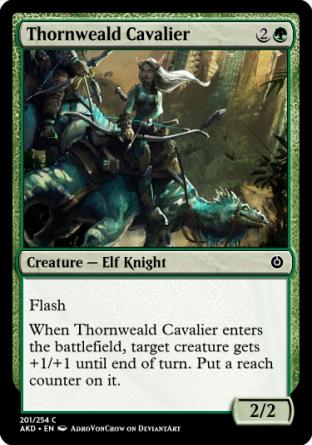 Thornweald Cavalier 2
Creature — Elf Knight
Flash
When Thornweald Cavalier enters
the battlefield, target creature gets
+1/+1 until end of turn. Put a reach
counter on it.
2/2
201/254 C
AKD • EN AdroVonCrow on DeviantArt